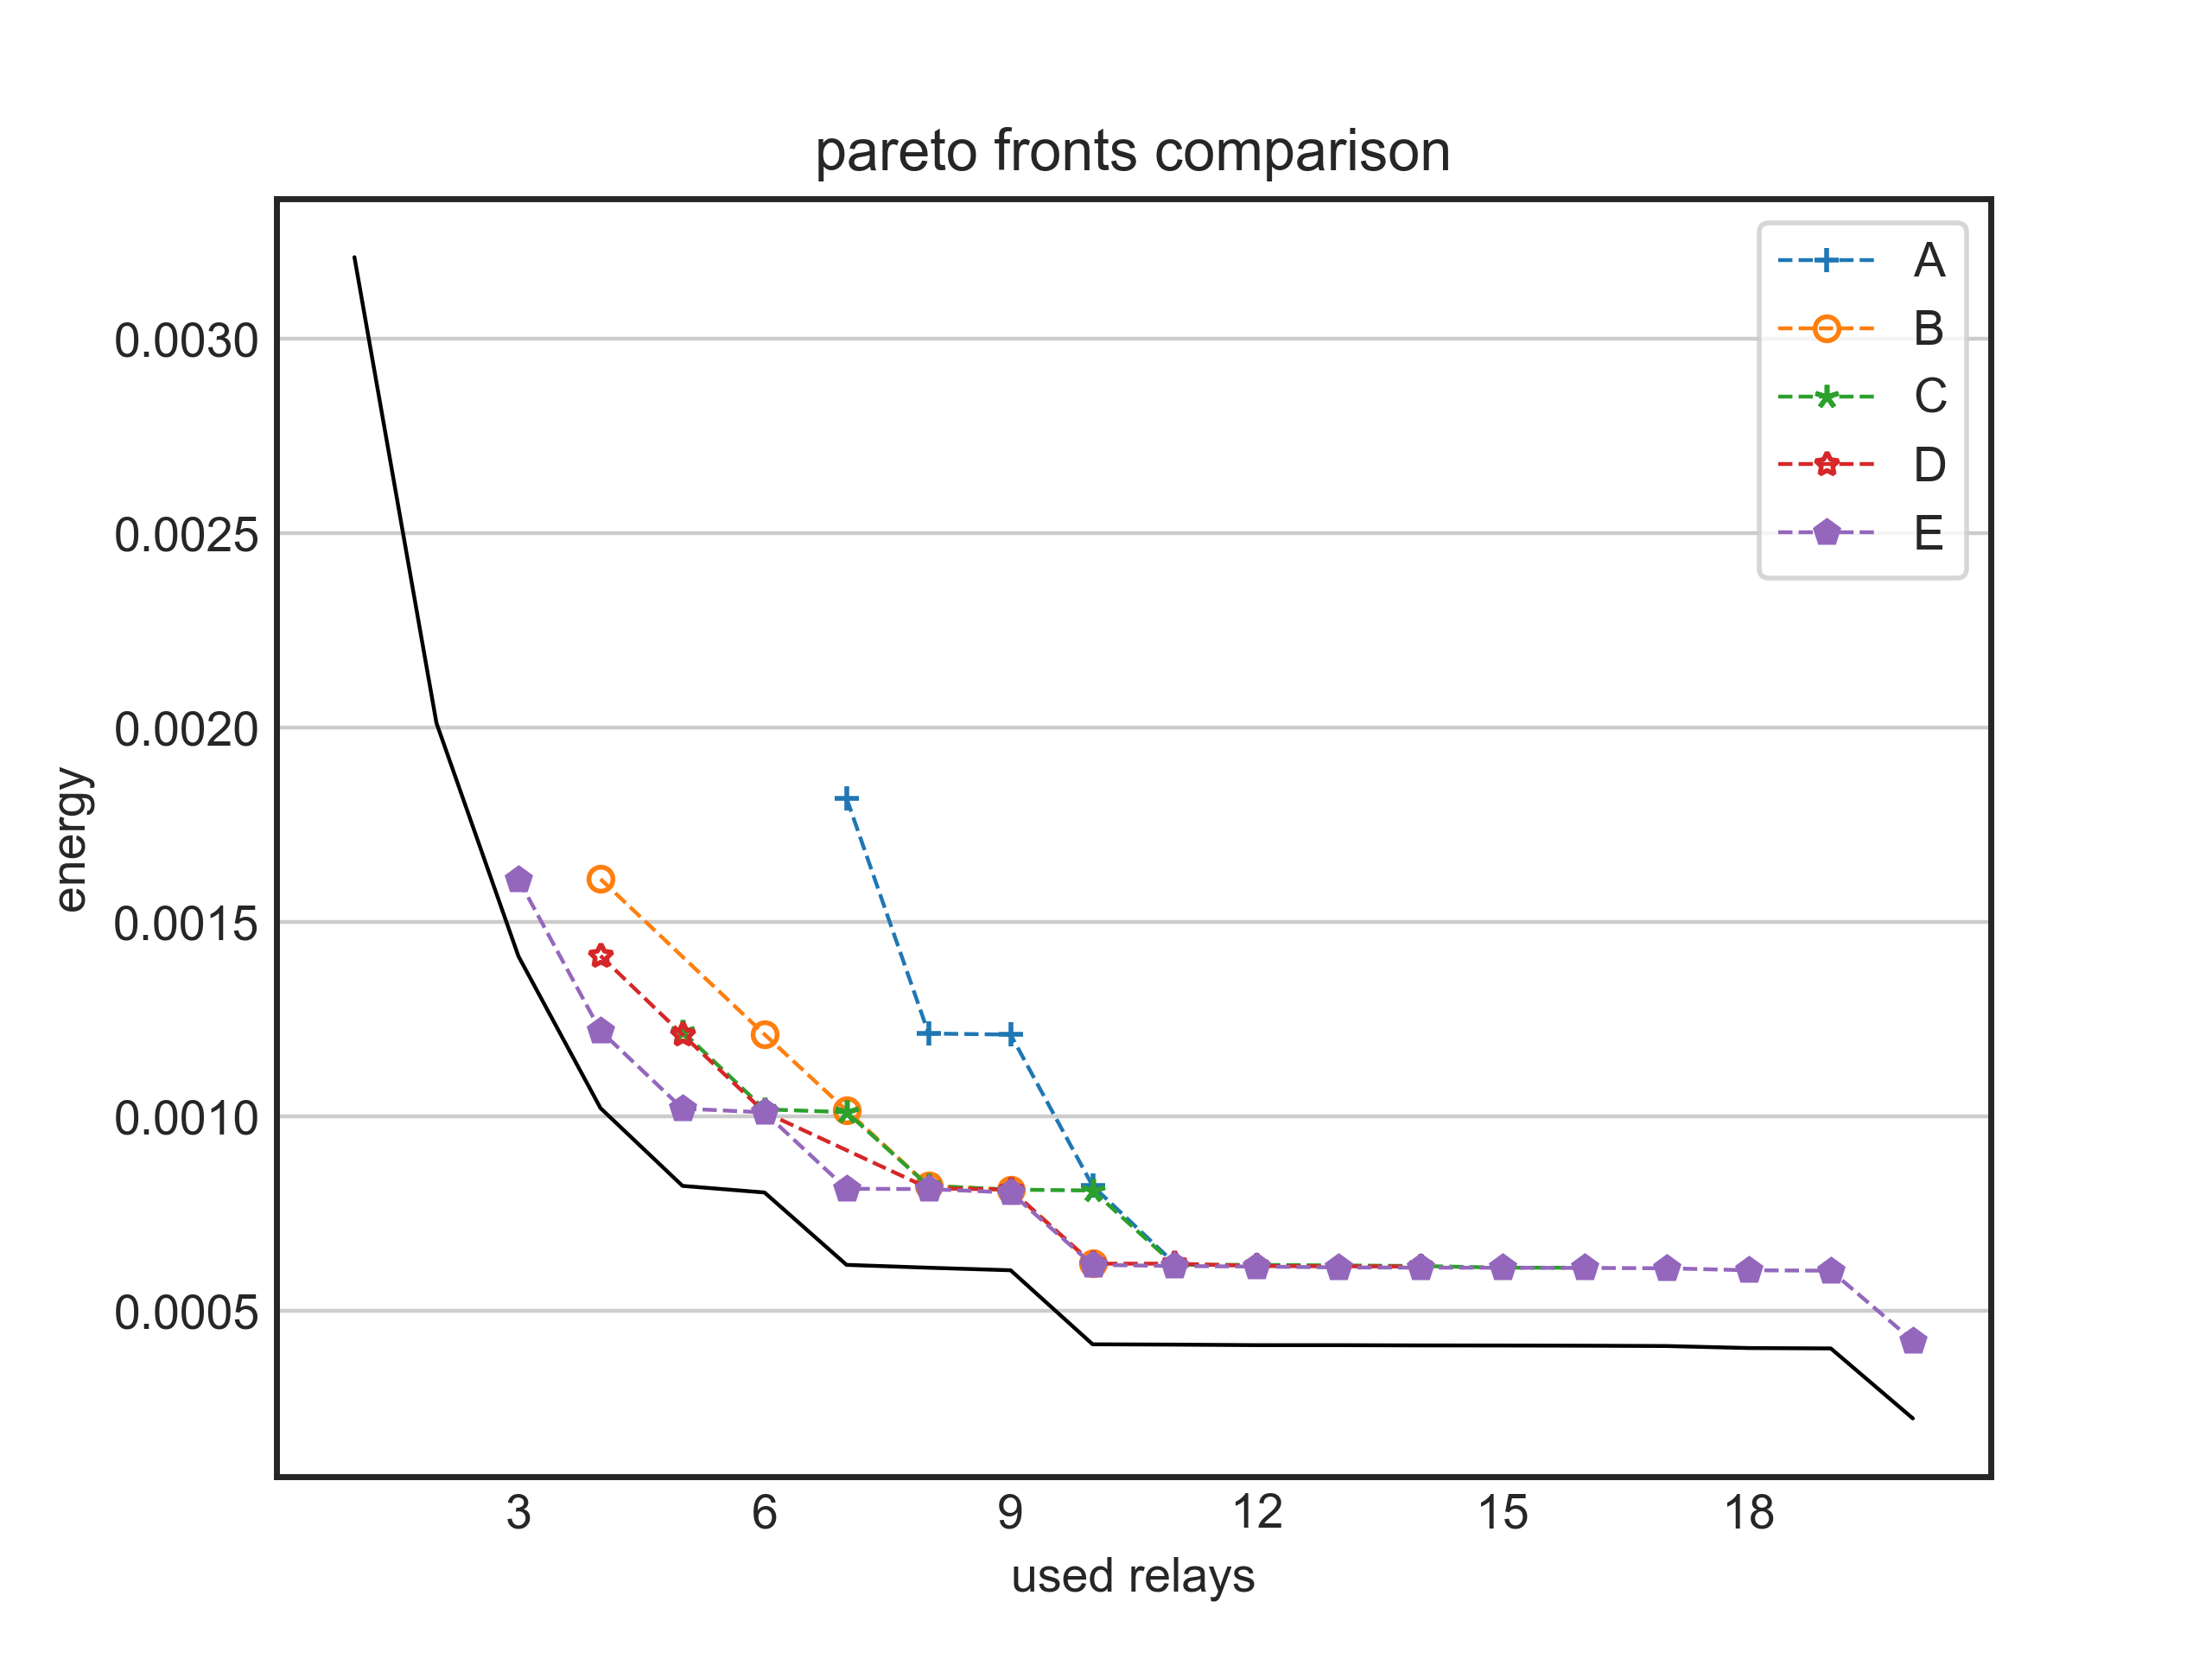 pareto fronts comparison
A
B
C
D
E
0.0030
0.0025
0.0020
0.0015
0.0010
0.0005
energy
3 6 9 12 15 18
used relays